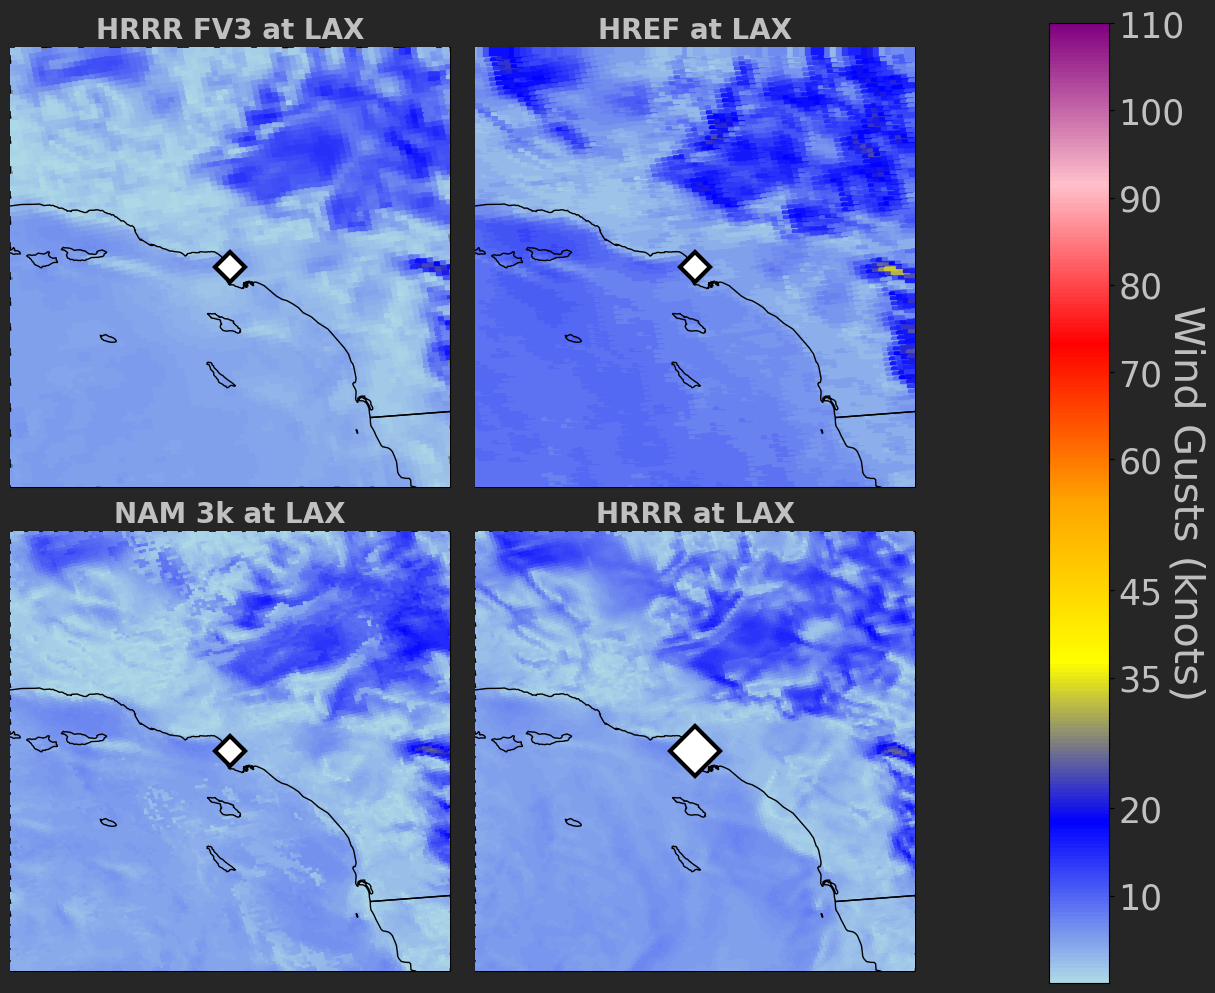 HRRR FV3 at LAX
HREF at LAX
NAM 3k at LAX
HRRR at LAX
110
100
90
80
70
60
45
35
20
10
Wind Gusts (knots)